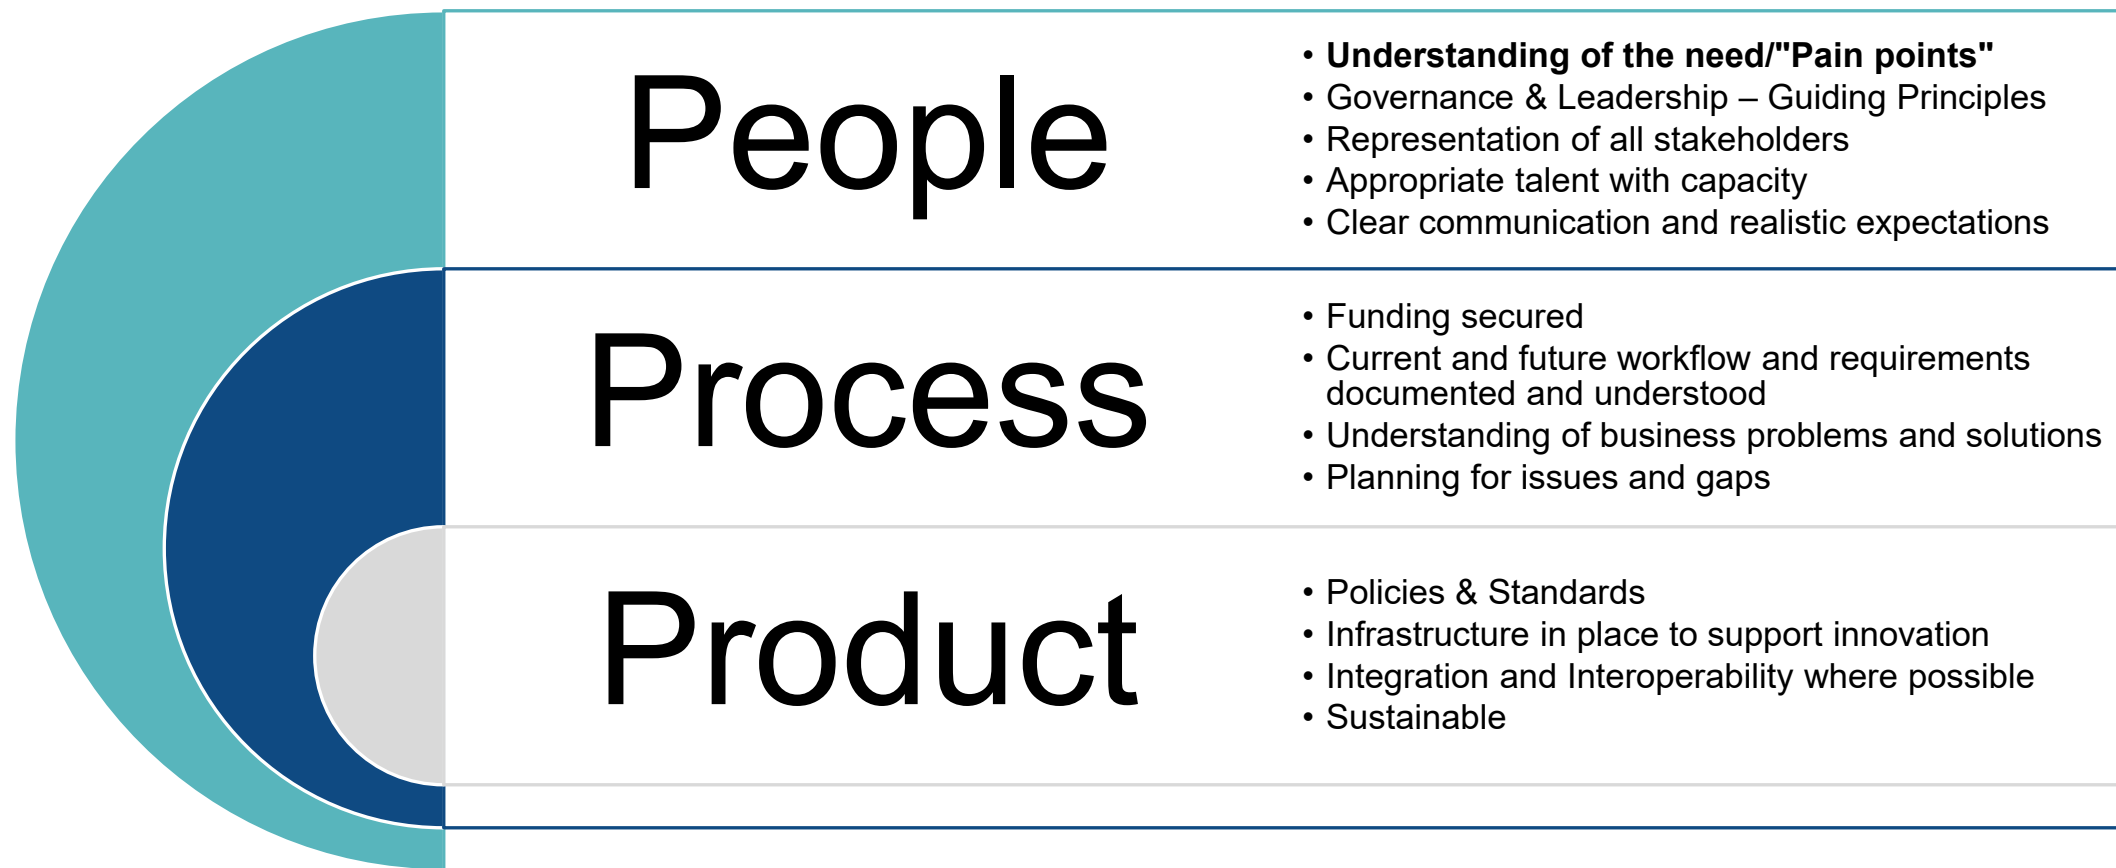 People
• Understanding of the need/"Pain points"
• Governance & Leadership – Guiding Principles
• Representation of all stakeholders
• Appropriate talent with capacity
• Clear communication and realistic expectations
Process
• Funding secured
• Current and future workflow and requirements
documented and understood
• Understanding of business problems and solutions
• Planning for issues and gaps
Product
• Policies & Standards
• Infrastructure in place to support innovation
• Integration and Interoperability where possible
• Sustainable